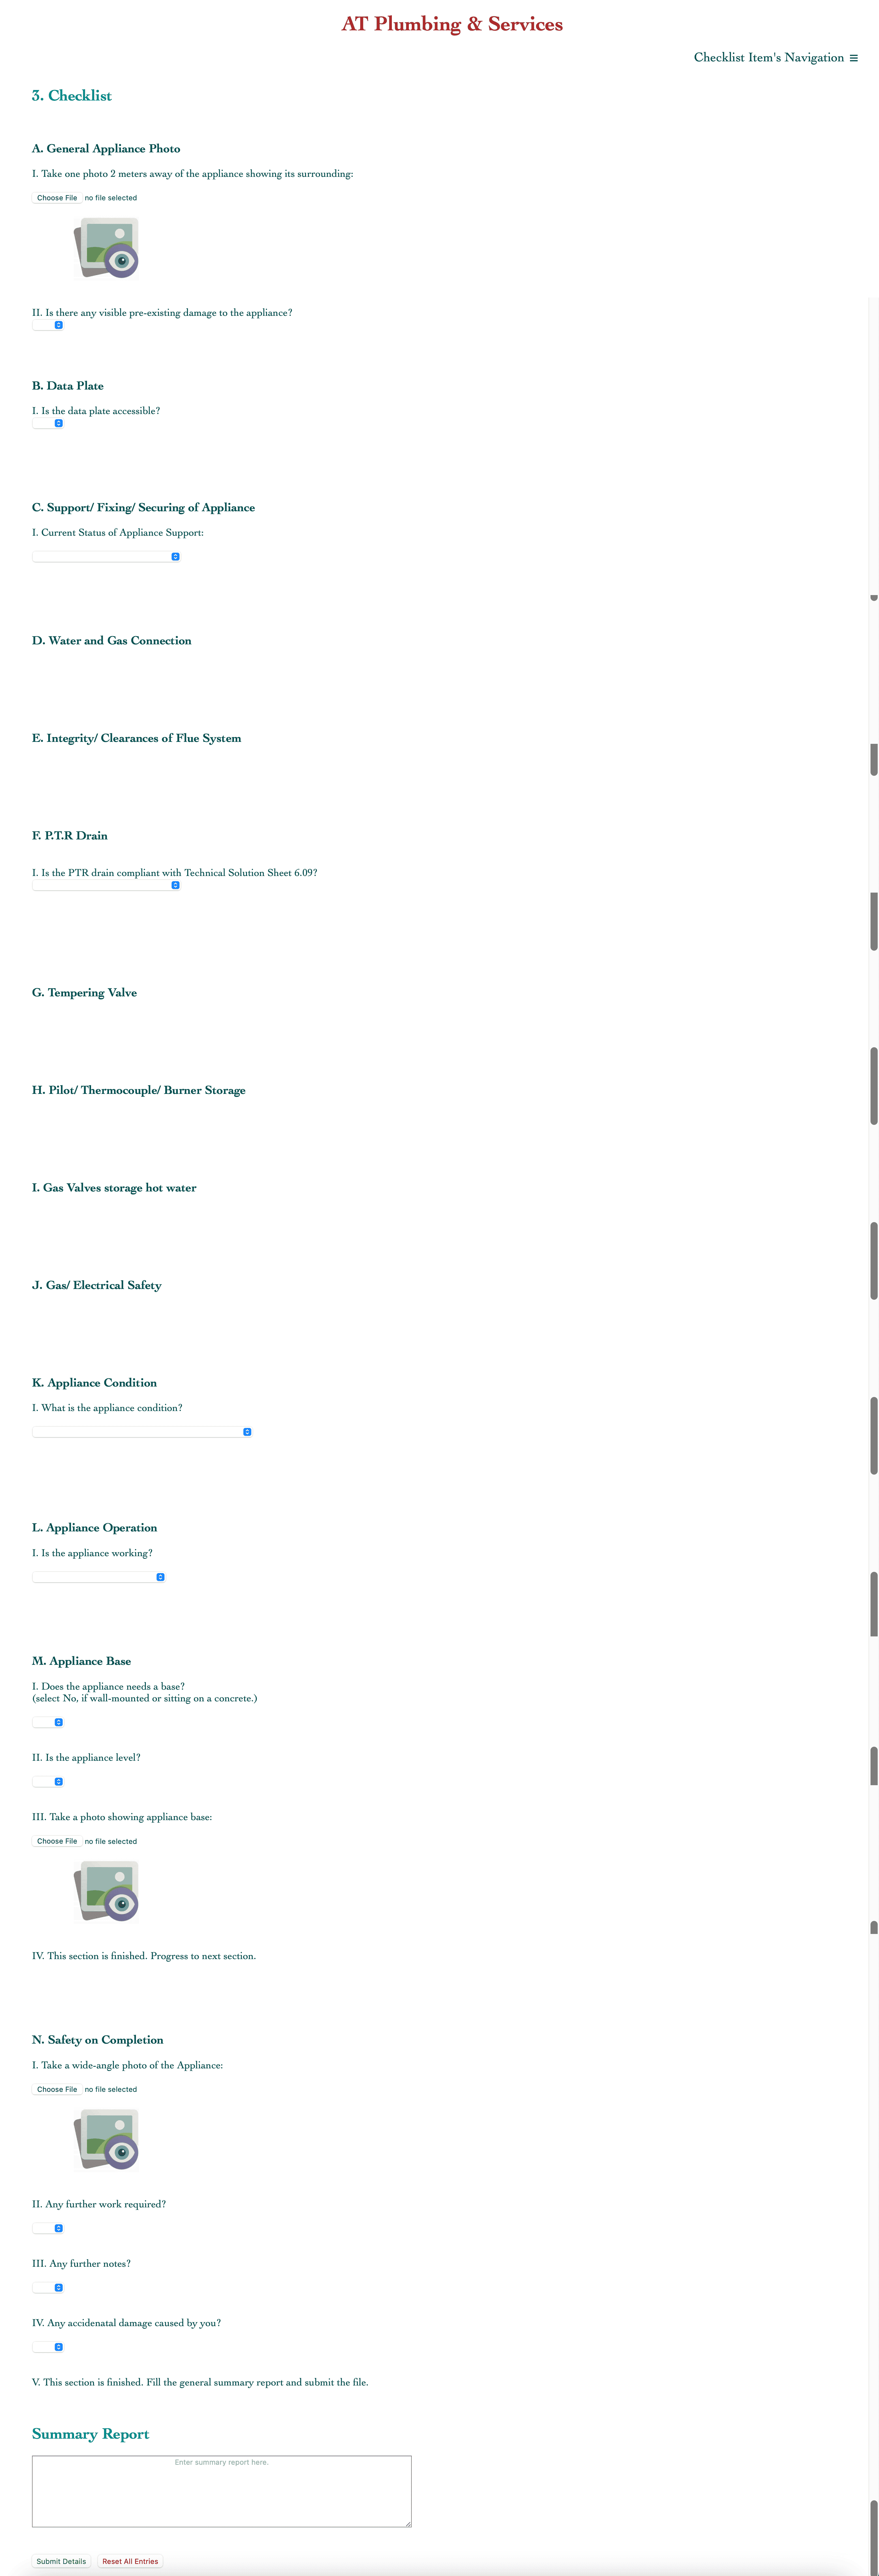 AT Plumbing & Services
Checklist Item's Navigation ≡
3. Checklist
A. General Appliance Photo
I. Take one photo 2 meters away of the appliance showing its surrounding:
Choose File no file selected
II. Is there any visible pre-existing damage to the appliance?
B. Data Plate
I. Is the data plate accessible?
C. Support/ Fixing/ Securing of Appliance
I. Current Status of Appliance Support:
D. Water and Gas Connection
E. Integrity/ Clearances of Flue System
F. P.T.R Drain
I. Is the PTR drain compliant with Technical Solution Sheet 6.09?
G. Tempering Valve
H. Pilot/ Thermocouple/ Burner Storage
I. Gas Valves storage hot water
J. Gas/ Electrical Safety
K. Appliance Condition
I. What is the appliance condition?
L. Appliance Operation
I. Is the appliance working?
M. Appliance Base
I. Does the appliance needs a base?
(select No, if wall-mounted or sitting on a concrete.)
II. Is the appliance level?
III. Take a photo showing appliance base:
Choose File no file selected
IV. This section is finished. Progress to next section.
N. Safety on Completion
I. Take a wide-angle photo of the Appliance:
Choose File no file selected
II. Any further work required?
III. Any further notes?
IV. Any accidenatal damage caused by you?
V. This section is finished. Fill the general summary report and submit the file.
Summary Report
Enter summary report here.
Submit Details Reset All Entries